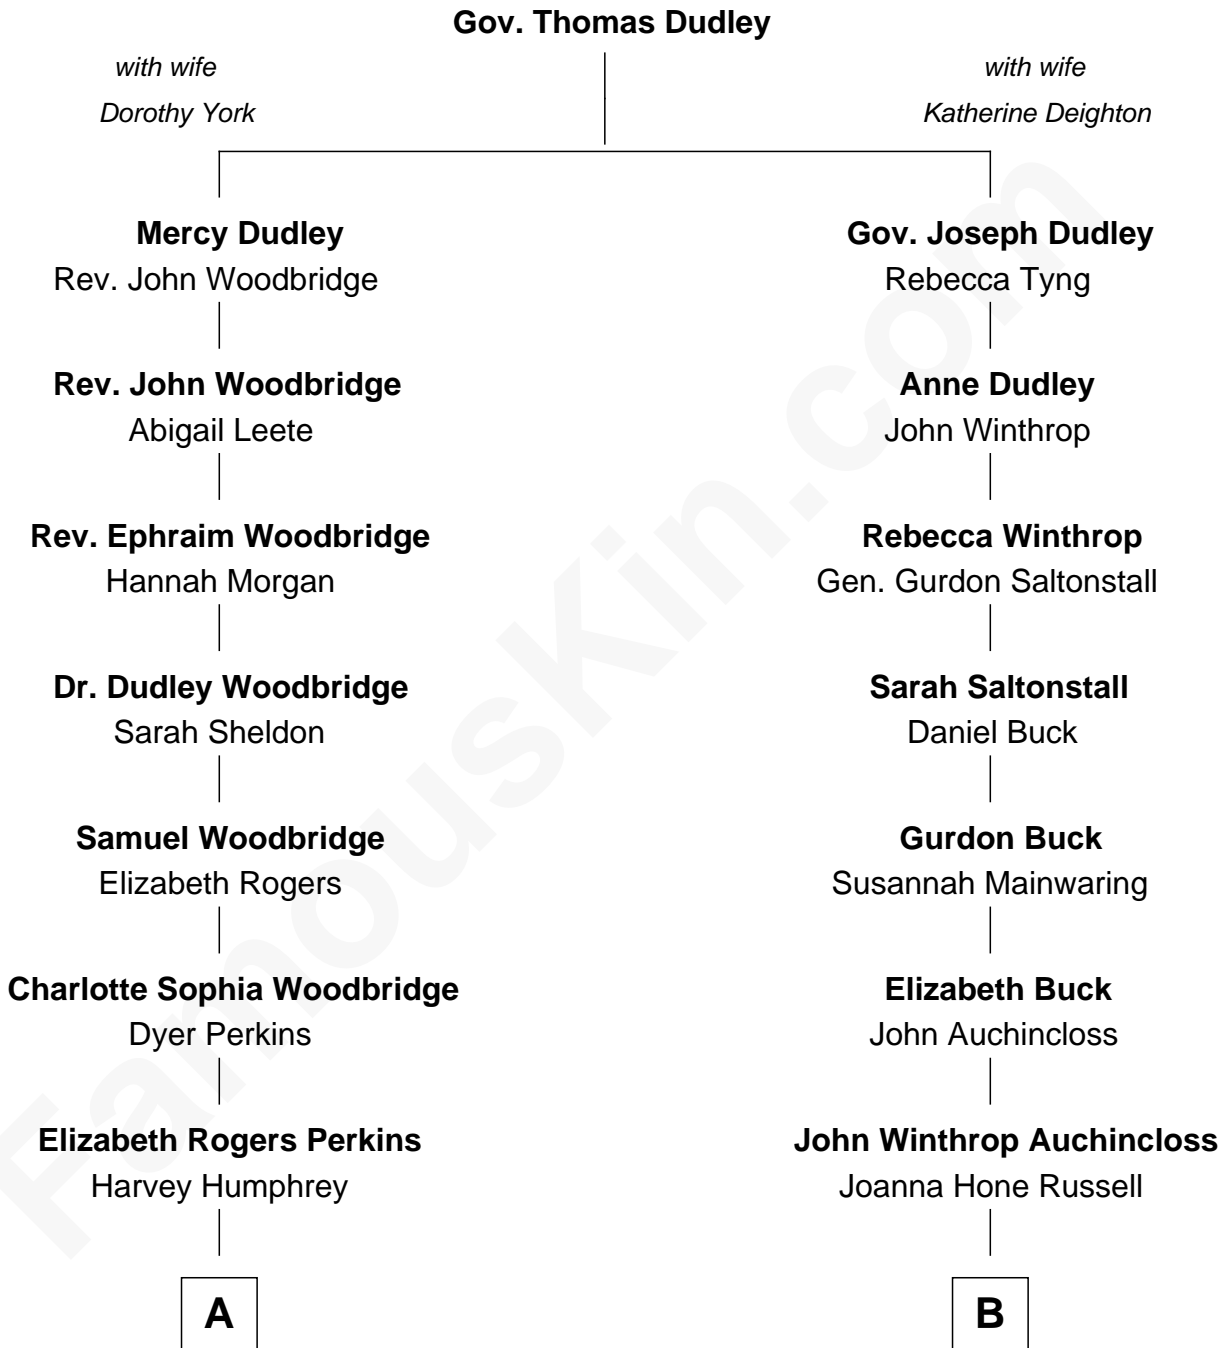 Gov. Thomas Dudley
with wife
Dorothy York
with wife
Katherine Deighton
Mercy Dudley
Rev. John Woodbridge
Gov. Joseph Dudley
Rebecca Tyng
Rev. John Woodbridge
Abigail Leete
Anne Dudley
John Winthrop
Rev. Ephraim Woodbridge
Hannah Morgan
Rebecca Winthrop
Gen. Gurdon Saltonstall
Dr. Dudley Woodbridge
Sarah Sheldon
Sarah Saltonstall
Daniel Buck
Samuel Woodbridge
Elizabeth Rogers
Gurdon Buck
Susannah Mainwaring
Charlotte Sophia Woodbridge
Dyer Perkins
Elizabeth Buck
John Auchincloss
Elizabeth Rogers Perkins
Harvey Humphrey
John Winthrop Auchincloss
Joanna Hone Russell
A
B
FamousKin.com